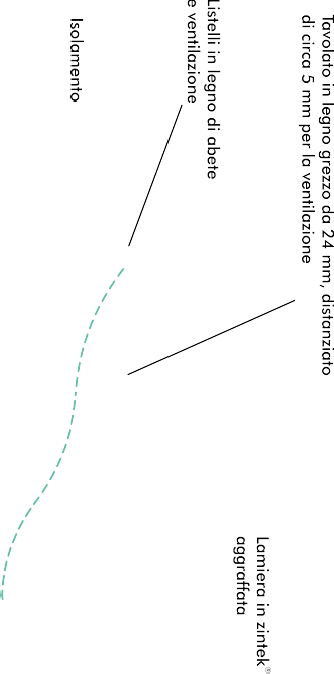 Tavolato in legno grezzo da 24 mm, distanziato
di circa 5 mm per la ventilazione
Listelli in legno di abete
e ventilazione
Isolamento
Lamiera in zintek®
aggraffata